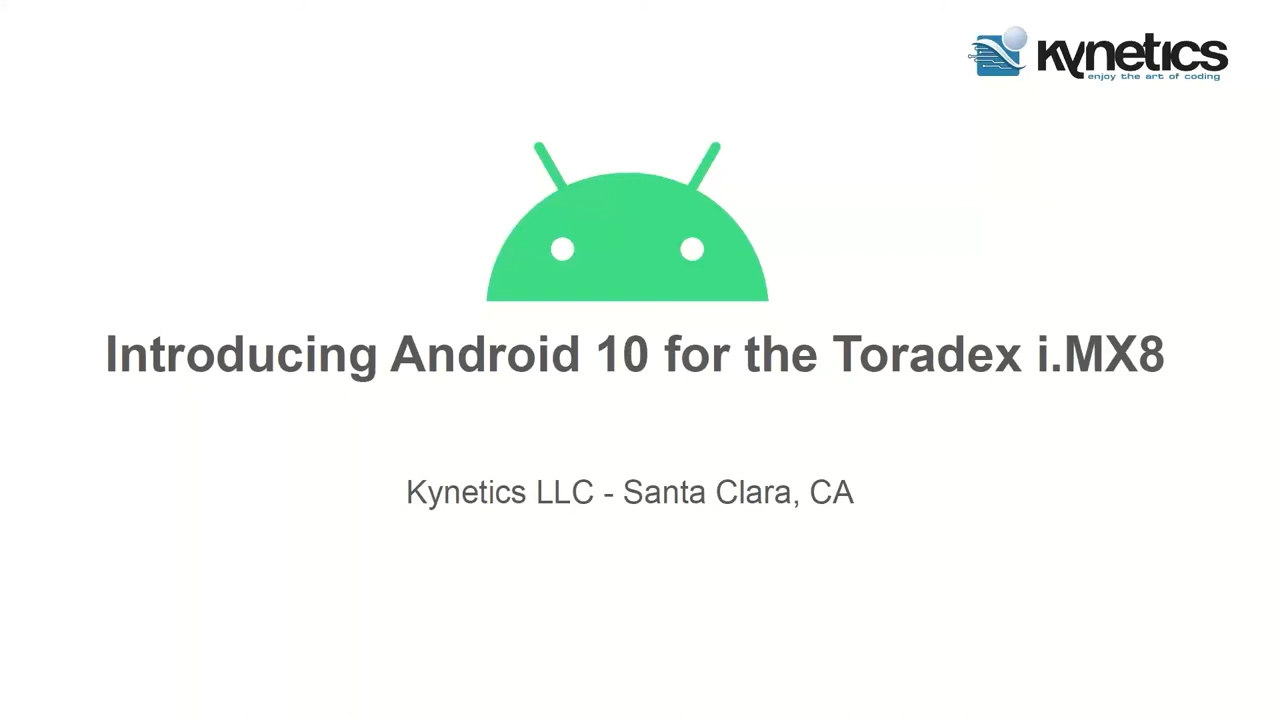 Kynetics
enjoy the art of coding
Introducing Android 10 for the Toradex i.MX8
Kynetics LLC - Santa Clara, CA